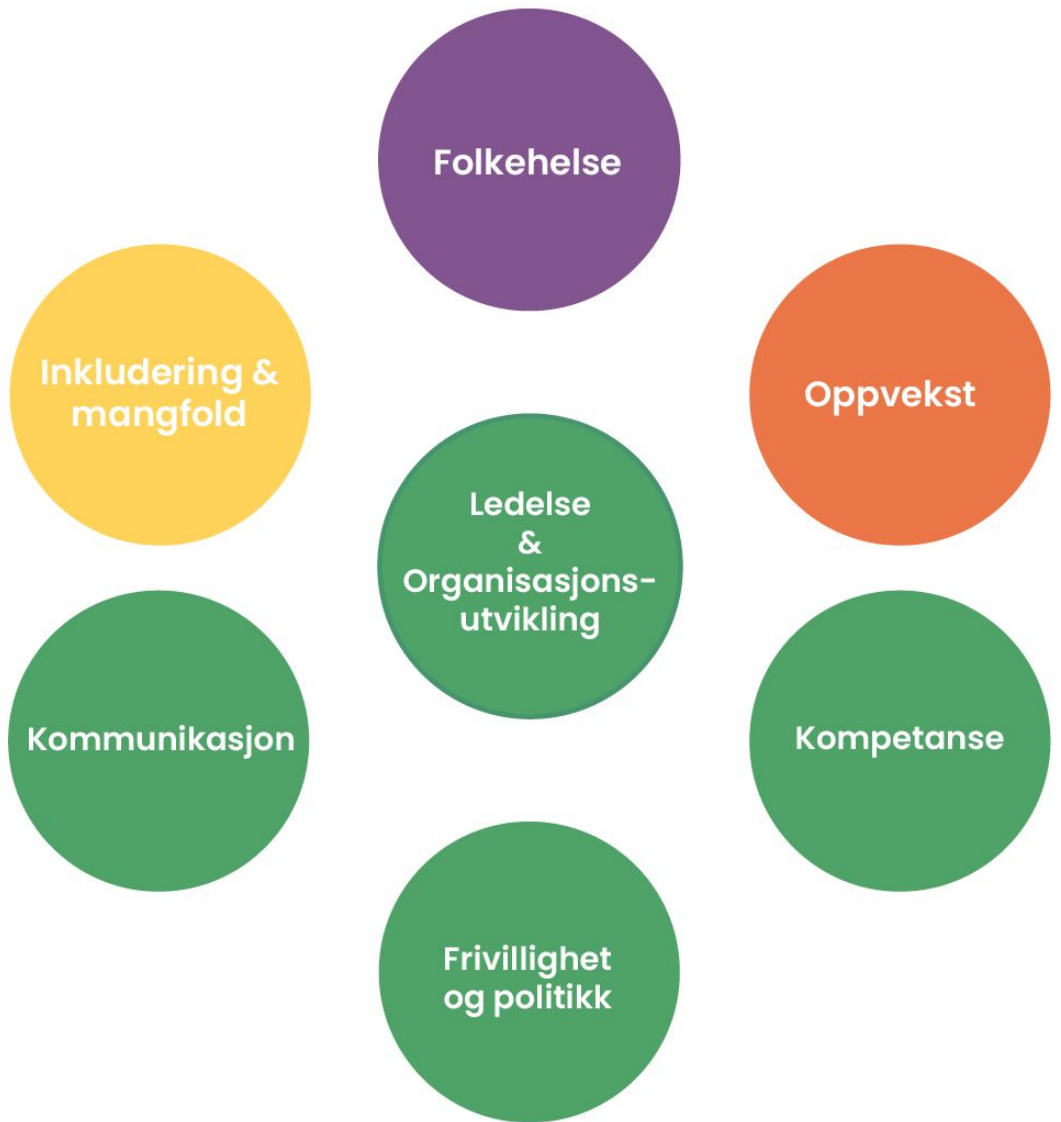 Folkehelse
Inkludering &
mangfold
Oppvekst
Ledelse
&
Organisasjons-
utvikling
Kommunikasjon
Kompetanse
Frivillighet
og politikk